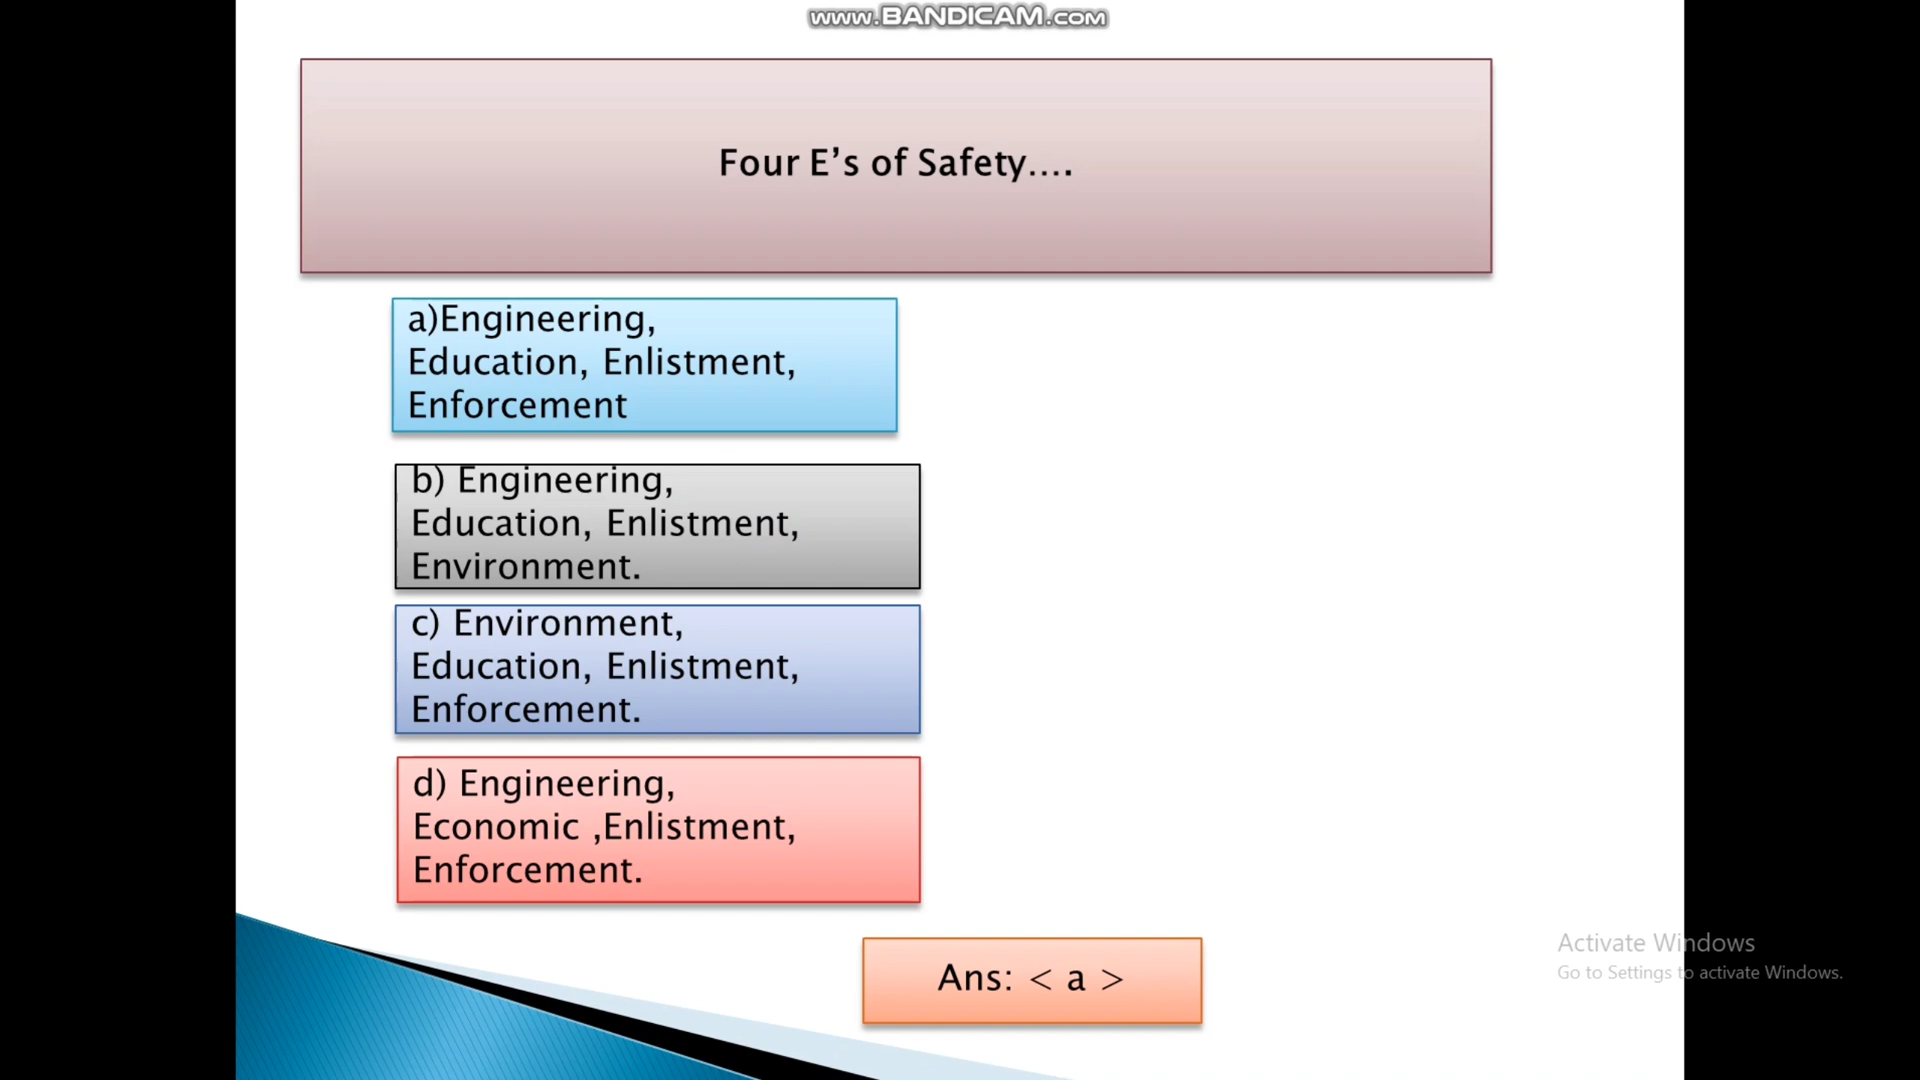 www.BANDICAM.com
Four E’s of Safety....
a)Engineering,
Education, Enlistment,
Enforcement
b) Engineering,
Education, Enlistment,
Environment.
c) Environment,
Education, Enlistment,
Enforcement.
d) Engineering,
Economic ,Enlistment,
Enforcement.
Ans: < a >
Activate Windows
Go to Settings to activate Windows.